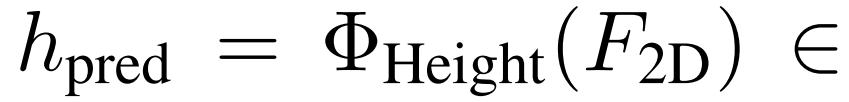 h_pred = Φ_Height(F_2D) ∈